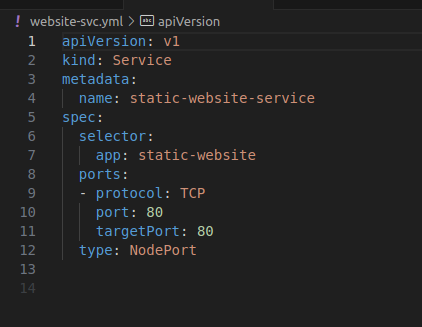 ! website-svc.yml > abc apiVersion
1 apiVersion: v1
2 kind: Service
3 metadata:
4   name: static-website-service
5 spec:
6   selector:
7     app: static-website
8   ports:
9   - protocol: TCP
10     port: 80
11     targetPort: 80
12   type: NodePort
13
14